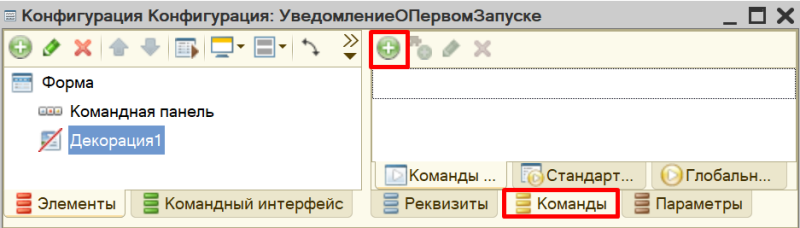 Конфигурация Конфигурация: УведомлениеОПервомЗапуске
Форма
Командная панель
Декорация1
Команды ...
Стандарт...
Глобальн...
Элементы
Командный интерфейс
Реквизиты
Команды
Параметры